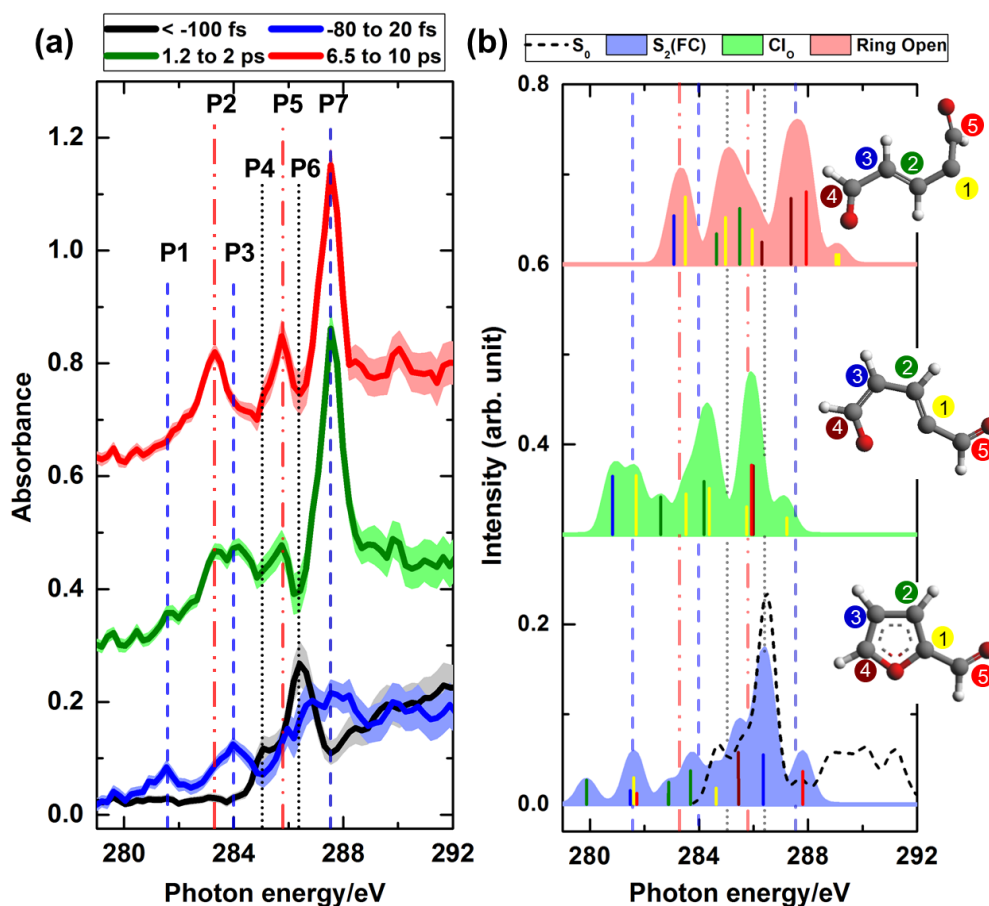 (a)
< -100 fs
-80 to 20 fs
1.2 to 2 ps
6.5 to 10 ps
P2
P5
P7
P4
P6
P1
P3
1.2
1.0
0.8
0.6
0.4
0.2
0.0
Absorbance
280
284
288
292
Photon energy/eV
(b)
S0
S2(FC)
CIO
Ring Open
0.8
0.6
0.4
0.2
0.0
Intensity (arb. unit)
5
3
2
1
4
3
2
1
4
5
3
2
1
4
5
280
284
288
292
Photon energy/eV